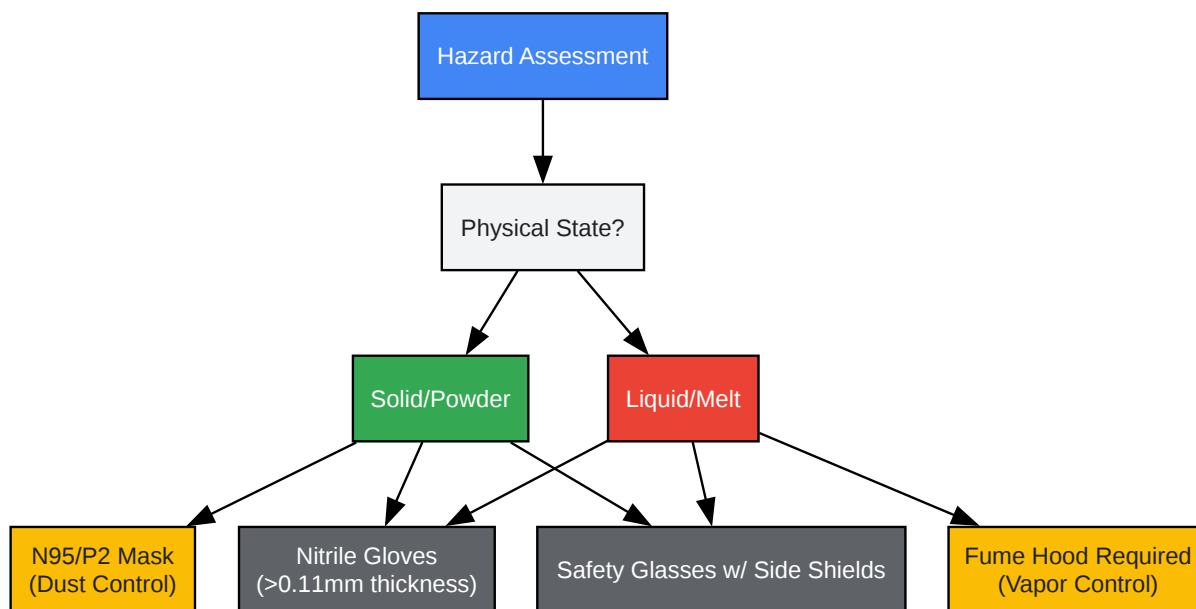 Hazard Assessment
Physical State?
Solid/Powder
Liquid/Melt
N95/P2 Mask
(Dust Control)
Nitrile Gloves
(>0.11mm thickness)
Safety Glasses w/ Side Shields
Fume Hood Required
(Vapor Control)